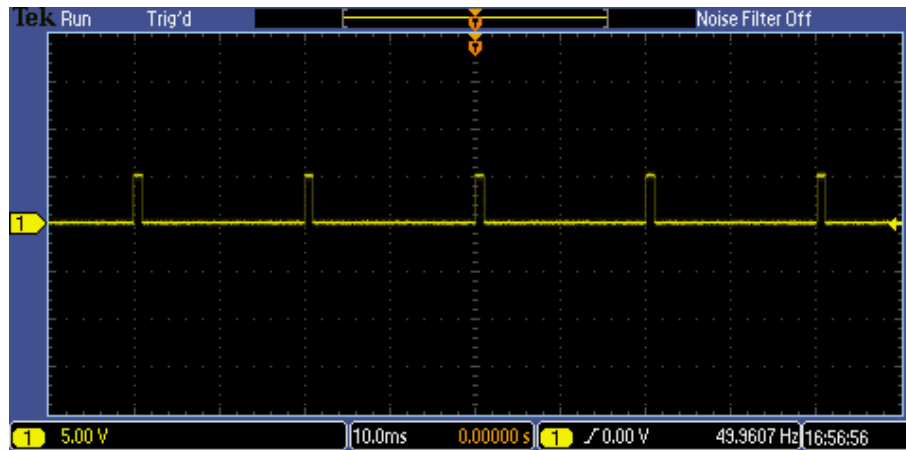 Tek Run Trig'd Noise Filter Off
T
T
1
1 5.00 V 10.0ms 0.00000 s 1 / 0.00 V 49.9607 Hz 16:56:56